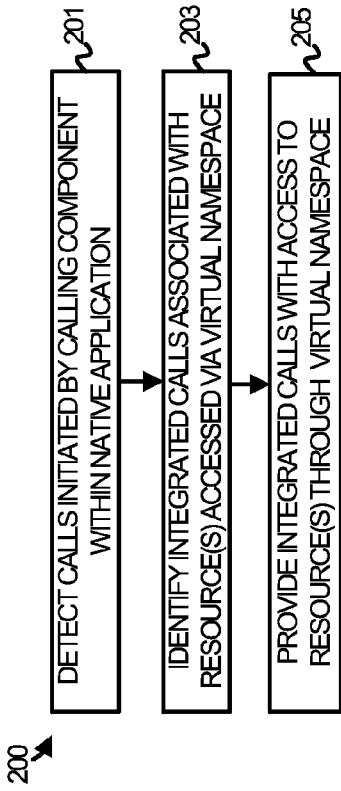 200
201
DETECT CALLS INITIATED BY CALLING COMPONENT
WITHIN NATIVE APPLICATION
203
IDENTIFY INTEGRATED CALLS ASSOCIATED WITH
RESOURCE(S) ACCESSED VIA VIRTUAL NAMESPACE
205
PROVIDE INTEGRATED CALLS WITH ACCESS TO
RESOURCE(S) THROUGH VIRTUAL NAMESPACE